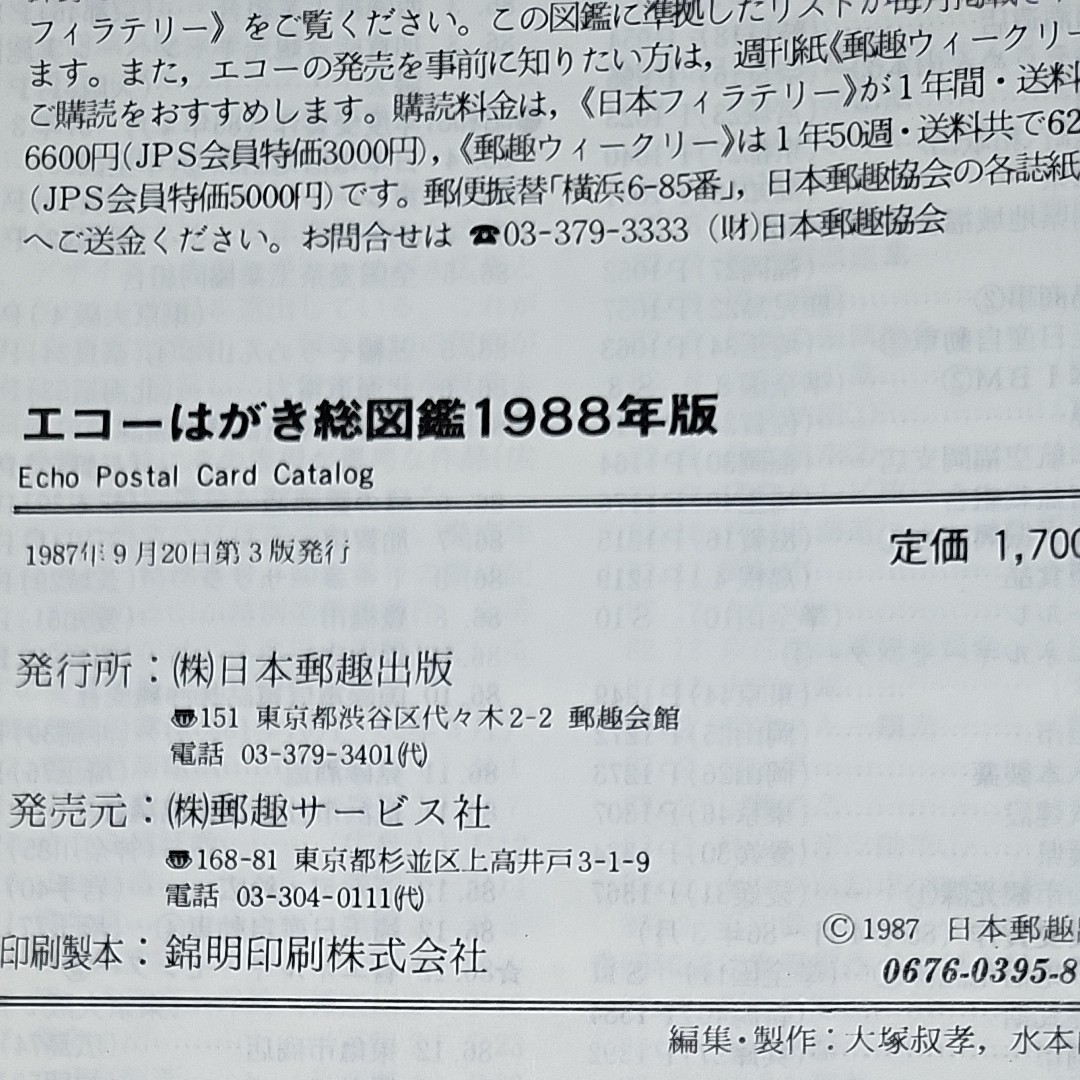 フィラテリー》をご覧ください。この図鑑に準拠したリストが毎月掲載
ます。また，エコーの発売を事前に知りたい方は，週刊紙《郵趣ウィークリー
ご購読をおすすめします。購読料金は，《日本フィラテリー》が1年間・送料
6600円(JPS会員特価3000円)，《郵趣ウィークリー》は1年50週・送料共で62
(JPS会員特価5000円)です。郵便振替「横浜6-85番」，日本郵趣協会の各誌紙
へご送金ください。お問合せは ☎03-379-3333 (財)日本郵趣協会
エコーはがき総図鑑1988年版
Echo Postal Card Catalog
1987年9月20日第3版発行
定価 1,700
発行所：㈱日本郵趣出版
〠151 東京都渋谷区代々木2-2 郵趣会館
電話 03-379-3401㈹
発売元：㈱郵趣サービス社
〠168-81 東京都杉並区上高井戸3-1-9
電話 03-304-0111㈹
印刷製本：錦明印刷株式会社
©1987 日本郵趣
0676-0395-8
編集・製作：大塚叔孝，水本